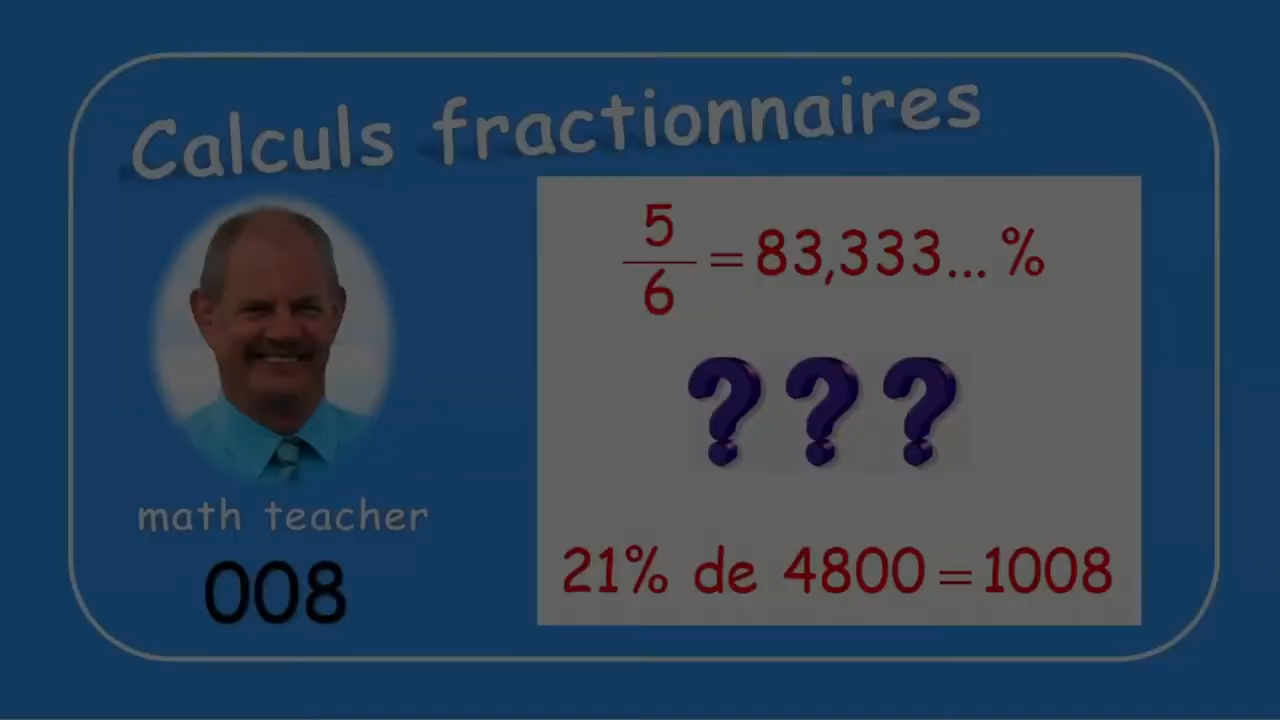 Calculs fractionnaires
5
6
= 83,333... %
? ? ?
21% de 4800 = 1008
math teacher
008